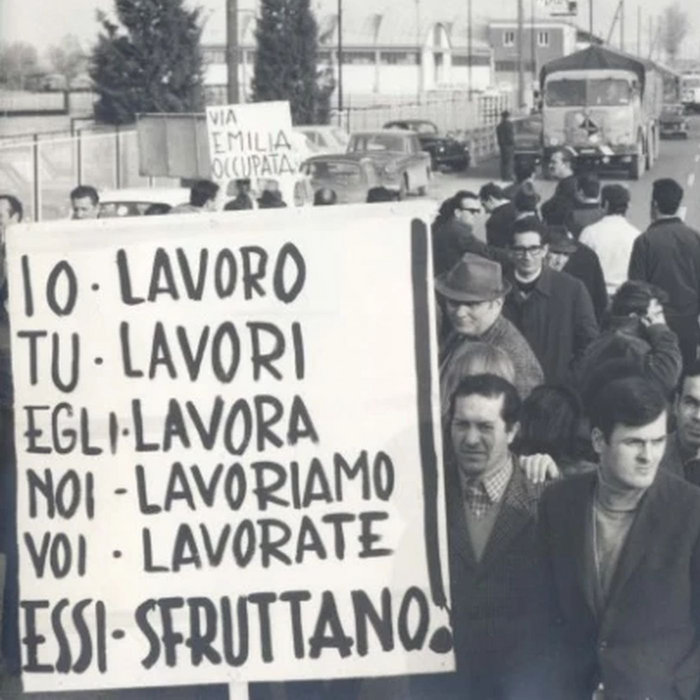 VIA
EMILIA
OCCUPATA
IO · LAVORO
TU · LAVORI
EGLI · LAVORA
NOI - LAVORIAMO
VOI · LAVORATE
ESSI · SFRUTTANO!